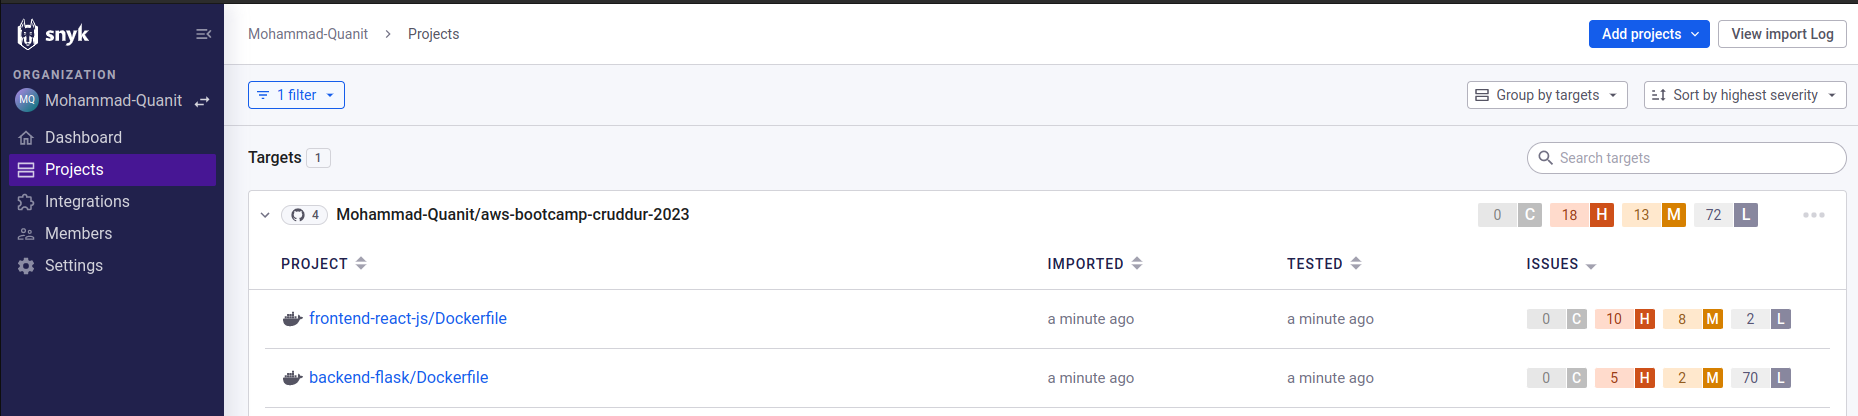 snyk
Mohammad-Quanit > Projects
Add projects
View import Log
ORGANIZATION
MQ Mohammad-Quanit
Dashboard
Projects
Integrations
Members
Settings
1 filter
Group by targets
Sort by highest severity
Targets 1
Search targets
4 Mohammad-Quanit/aws-bootcamp-cruddur-2023 0 C 18 H 13 M 72 L
PROJECT IMPORTED TESTED ISSUES
frontend-react-js/Dockerfile a minute ago a minute ago 0 C 10 H 8 M 2 L
backend-flask/Dockerfile a minute ago a minute ago 0 C 5 H 2 M 70 L